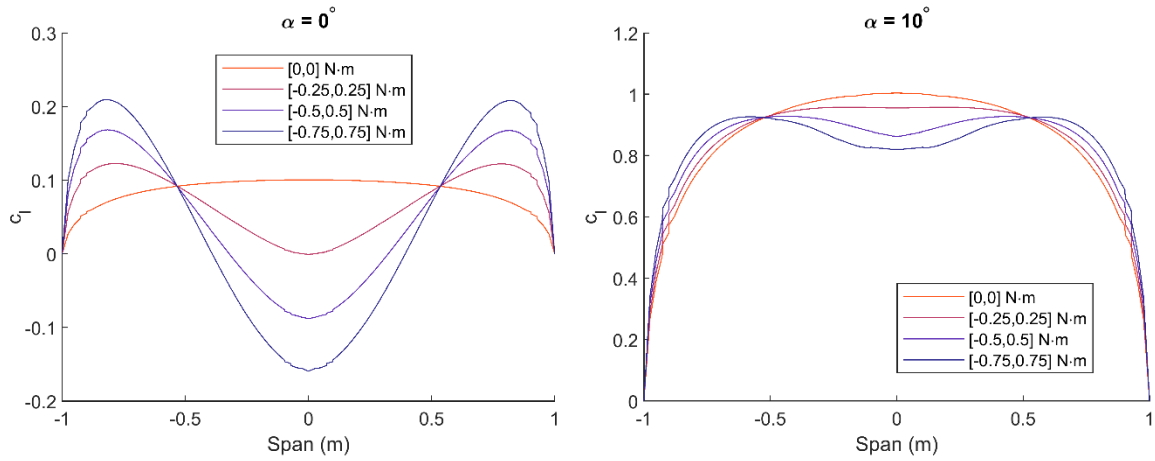 α = 0°
0.3
0.2
0.1
0
-0.1
-0.2
c_l
[0,0] N·m
[-0.25,0.25] N·m
[-0.5,0.5] N·m
[-0.75,0.75] N·m
-1
-0.5
0
0.5
1
Span (m)
α = 10°
1.2
1
0.8
0.6
0.4
0.2
0
c_l
[0,0] N·m
[-0.25,0.25] N·m
[-0.5,0.5] N·m
[-0.75,0.75] N·m
-1
-0.5
0
0.5
1
Span (m)